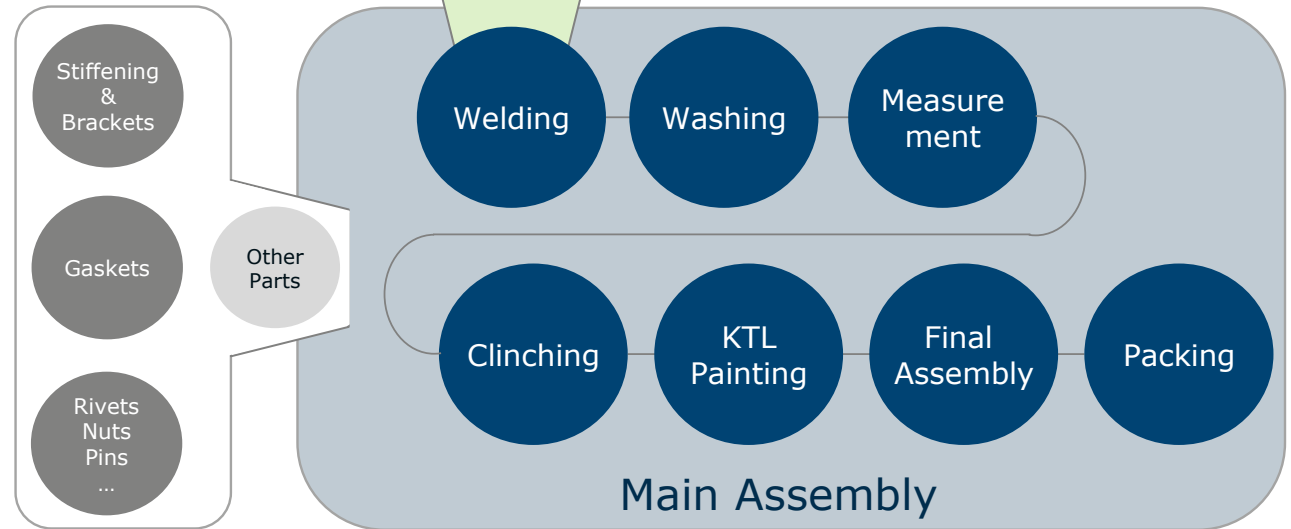 Stiffening
&
Brackets
Gaskets
Rivets
Nuts
Pins
...
Other
Parts
Welding
Washing
Measure
ment
Clinching
KTL
Painting
Final
Assembly
Packing
Main Assembly